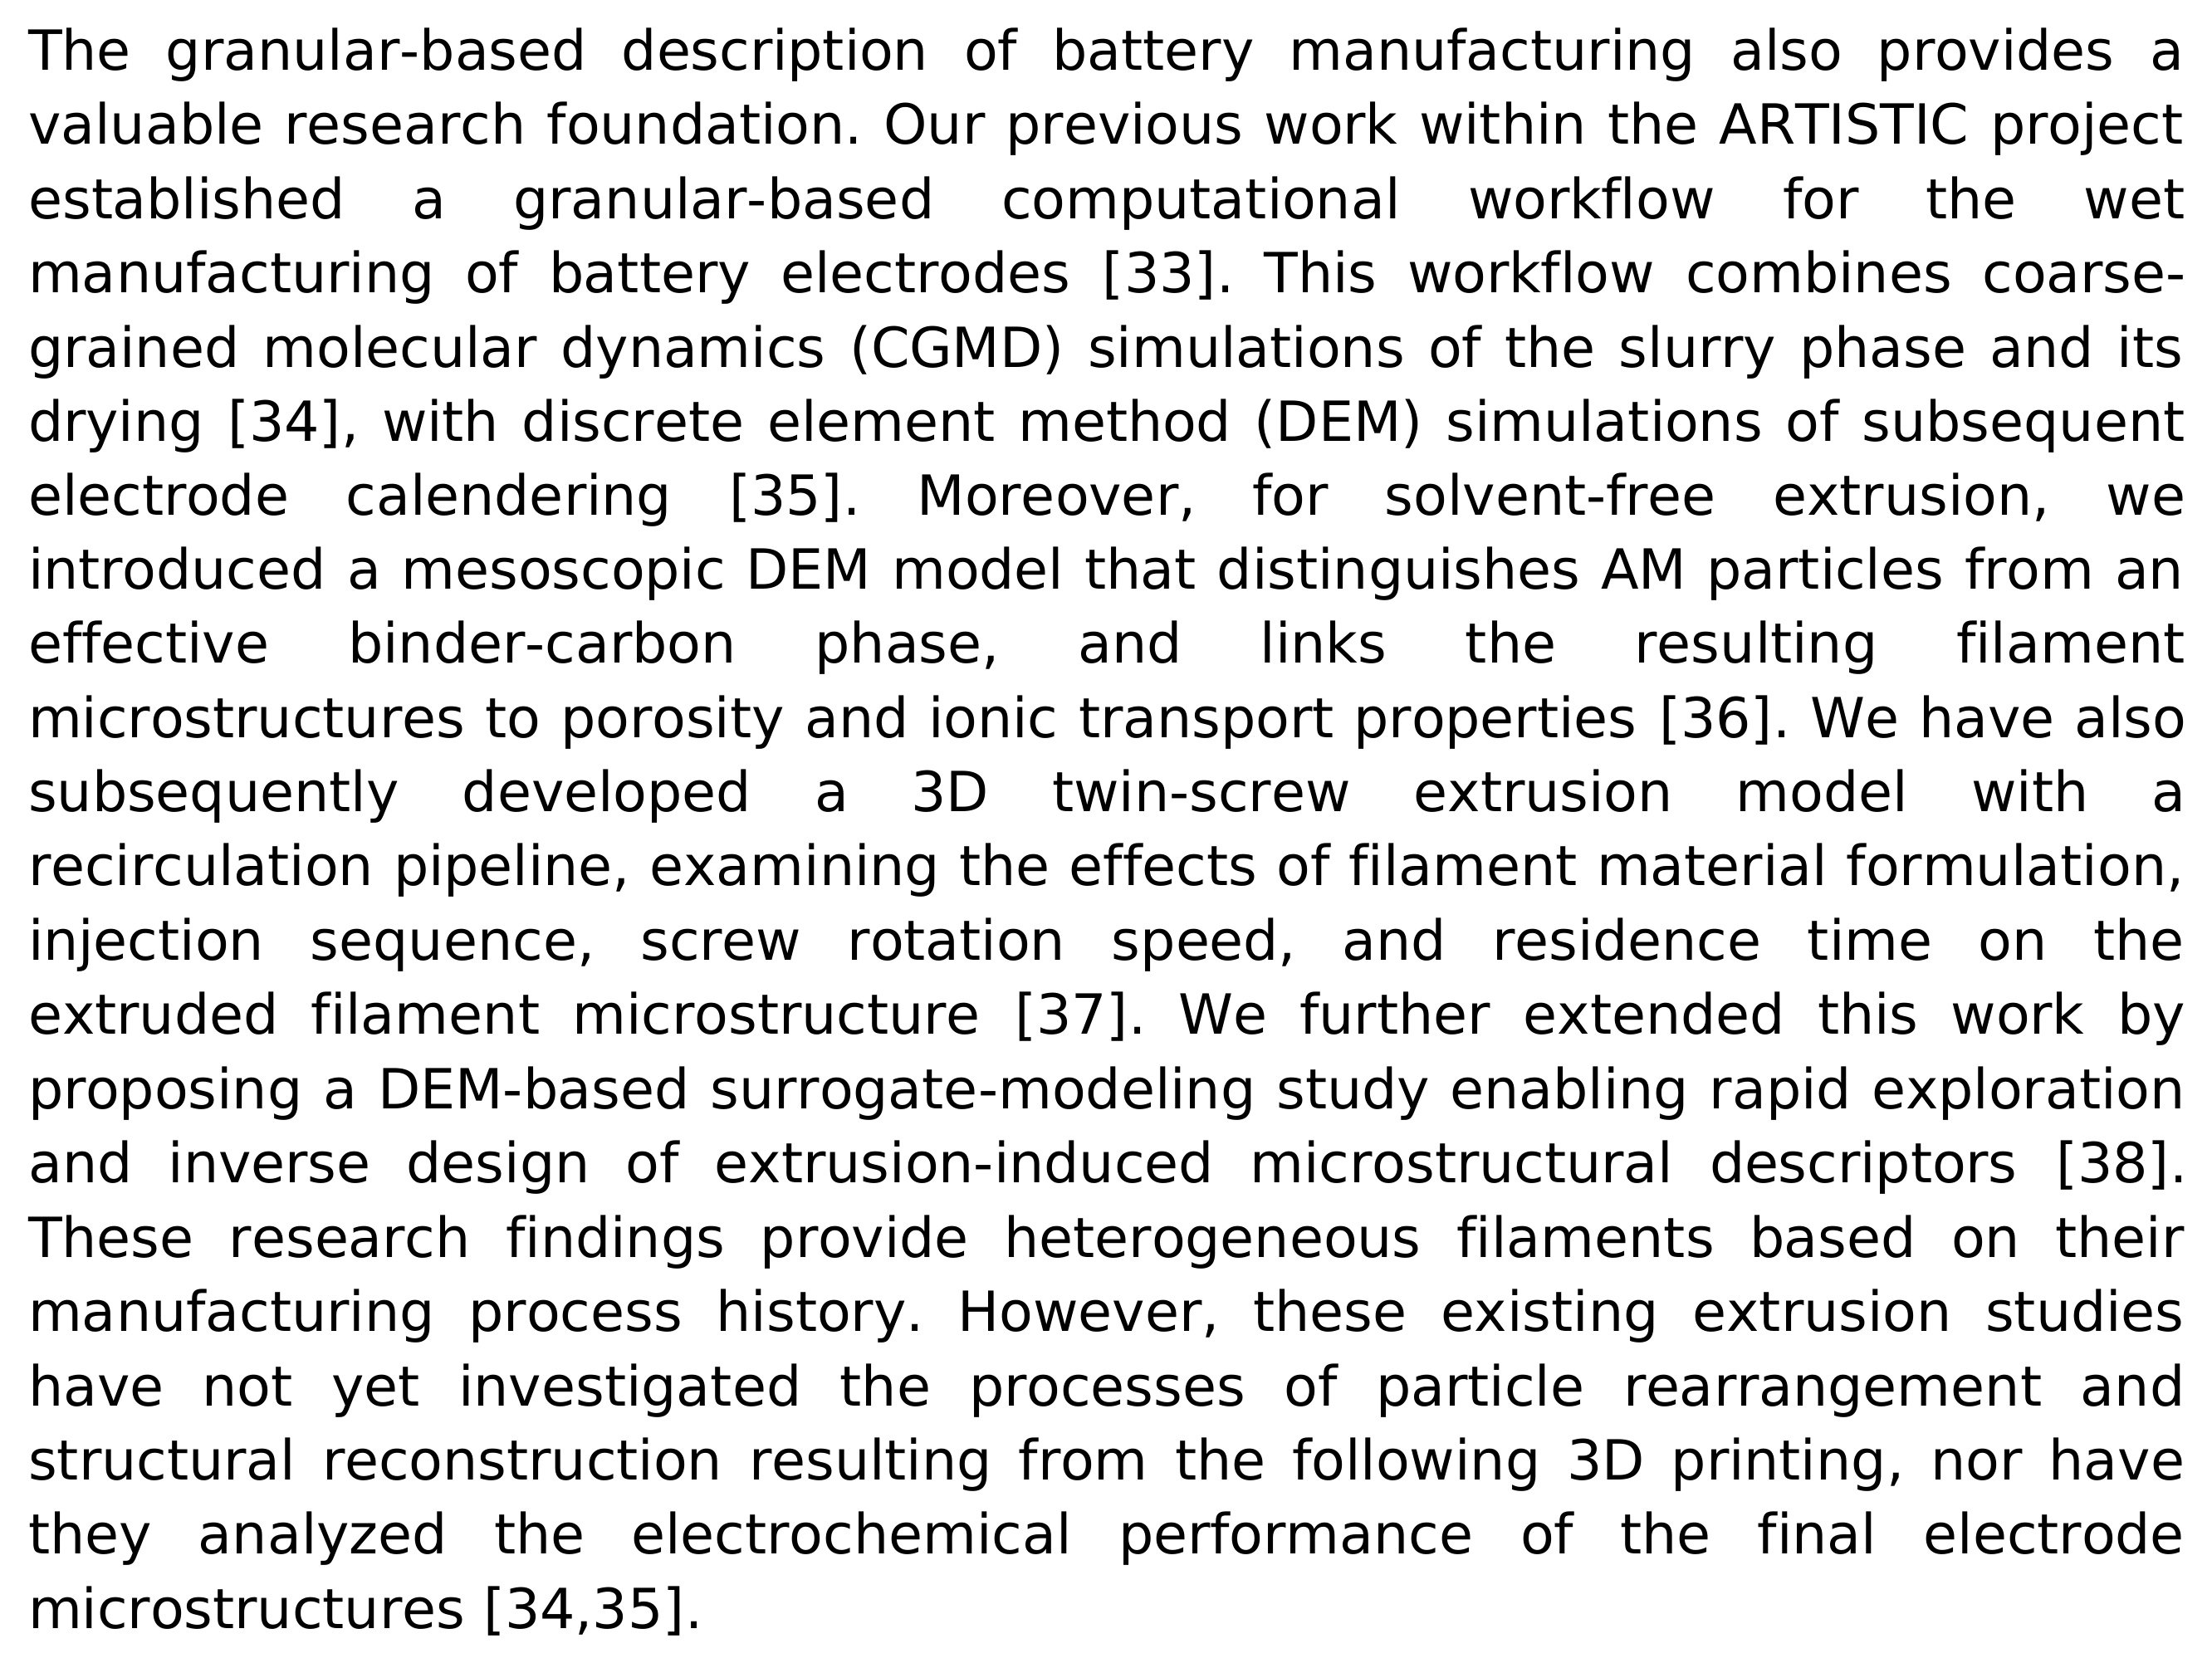 The granular-based description of battery manufacturing also provides a
valuable research foundation. Our previous work within the ARTISTIC project
established a granular-based computational workflow for the wet
manufacturing of battery electrodes [33]. This workflow combines coarse-
grained molecular dynamics (CGMD) simulations of the slurry phase and its
drying [34], with discrete element method (DEM) simulations of subsequent
electrode calendering [35]. Moreover, for solvent-free extrusion, we
introduced a mesoscopic DEM model that distinguishes AM particles from an
effective binder-carbon phase, and links the resulting filament
microstructures to porosity and ionic transport properties [36]. We have also
subsequently developed a 3D twin-screw extrusion model with a
recirculation pipeline, examining the effects of filament material formulation,
injection sequence, screw rotation speed, and residence time on the
extruded filament microstructure [37]. We further extended this work by
proposing a DEM-based surrogate-modeling study enabling rapid exploration
and inverse design of extrusion-induced microstructural descriptors [38].
These research findings provide heterogeneous filaments based on their
manufacturing process history. However, these existing extrusion studies
have not yet investigated the processes of particle rearrangement and
structural reconstruction resulting from the following 3D printing, nor have
they analyzed the electrochemical performance of the final electrode
microstructures [34,35].